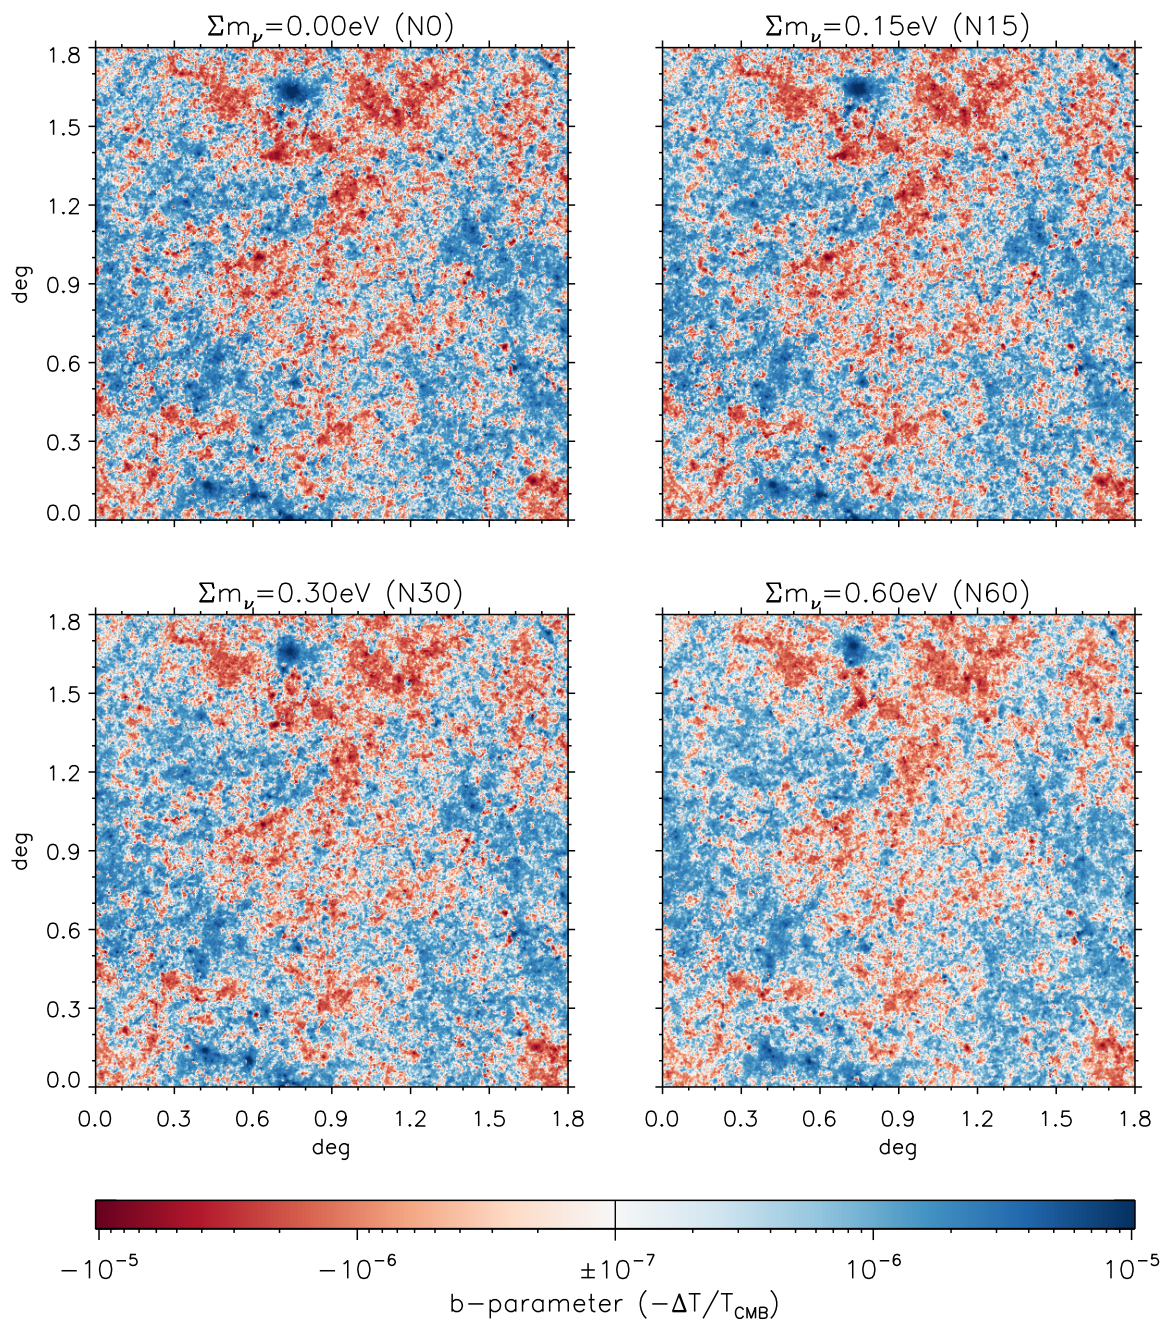 Σmν=0.00eV (N0)
Σmν=0.15eV (N15)
1.8
1.5
1.2
0.9
0.6
0.3
0.0
deg
Σmν=0.30eV (N30)
Σmν=0.60eV (N60)
1.8
1.5
1.2
0.9
0.6
0.3
0.0
deg
0.0 0.3 0.6 0.9 1.2 1.5 1.8
deg
0.0 0.3 0.6 0.9 1.2 1.5 1.8
deg
−10⁻⁵ −10⁻⁶ ±10⁻⁷ 10⁻⁶ 10⁻⁵
b−parameter (−ΔT/T_CMB)